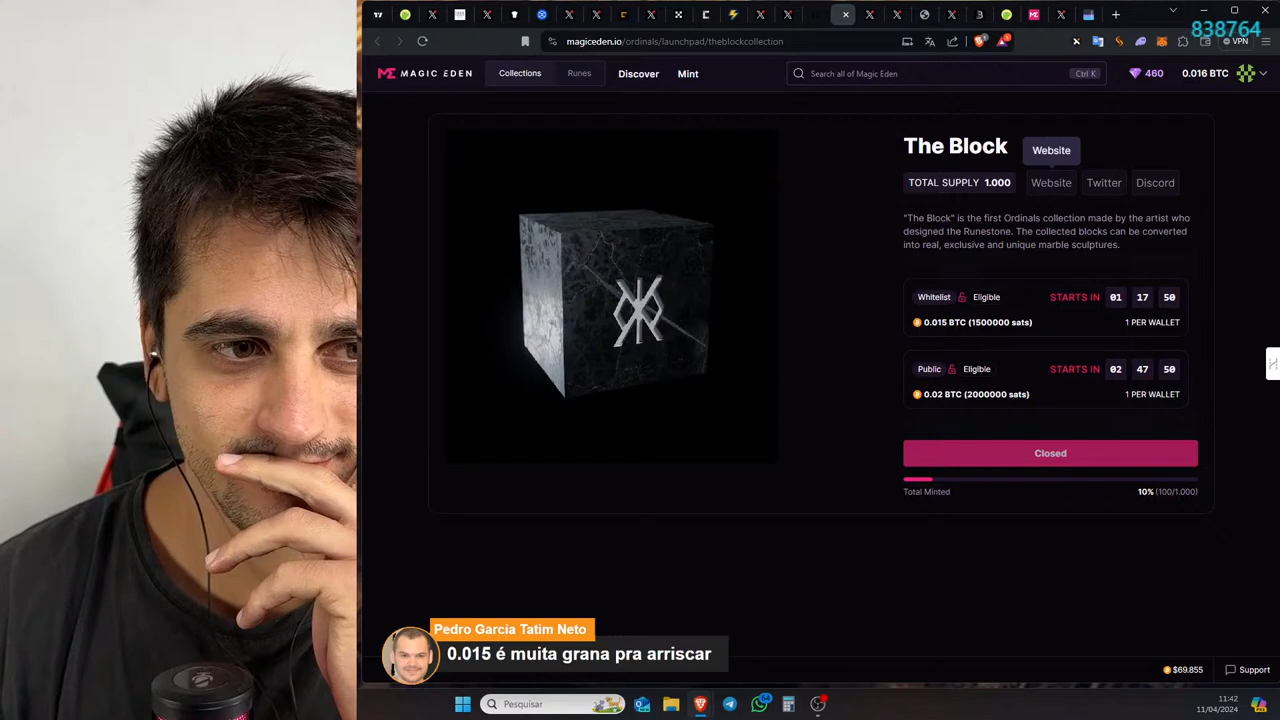 838764
magiceden.io/ordinals/launchpad/theblockcollection
VPN
MAGIC EDEN
Collections
Runes
Discover
Mint
Search all of Magic Eden
Ctrl K
460
0.016 BTC
The Block
Website
TOTAL SUPPLY 1.000
Website
Twitter
Discord
"The Block" is the first Ordinals collection made by the artist who
designed the Runestone. The collected blocks can be converted
into real, exclusive and unique marble sculptures.
Whitelist
Eligible
STARTS IN 01 17 50
0.015 BTC (1500000 sats)
1 PER WALLET
Public
Eligible
STARTS IN 02 47 50
0.02 BTC (2000000 sats)
1 PER WALLET
Closed
Total Minted
10% (100/1.000)
Pedro Garcia Tatim Neto
0.015 é muita grana pra arriscar
$69.855
Support
Pesquisar
11:42
11/04/2024